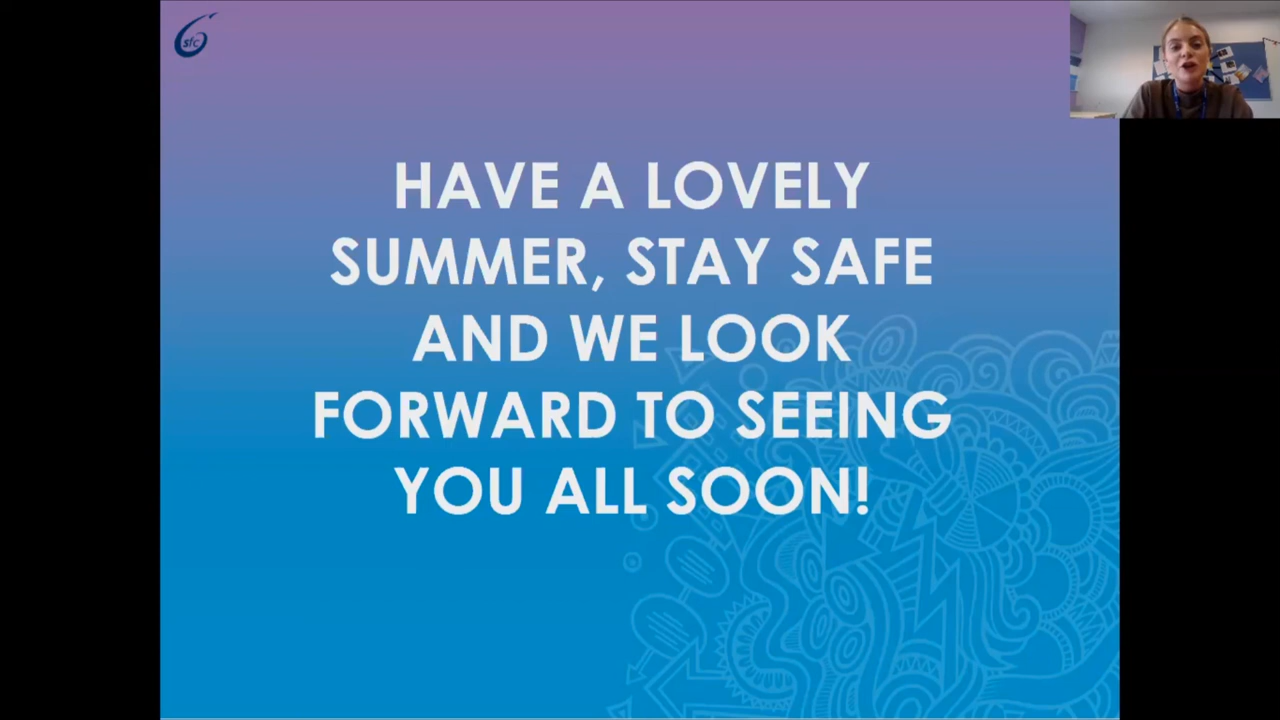 sfc
HAVE A LOVELY
SUMMER, STAY SAFE
AND WE LOOK
FORWARD TO SEEING
YOU ALL SOON!